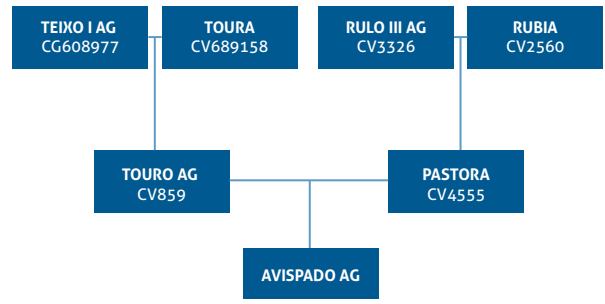 TEIXO I AG
CG608977
TOURA
CV689158
RULO III AG
CV3326
RUBIA
CV2560
TOURO AG
CV859
PASTORA
CV4555
AVISPADO AG